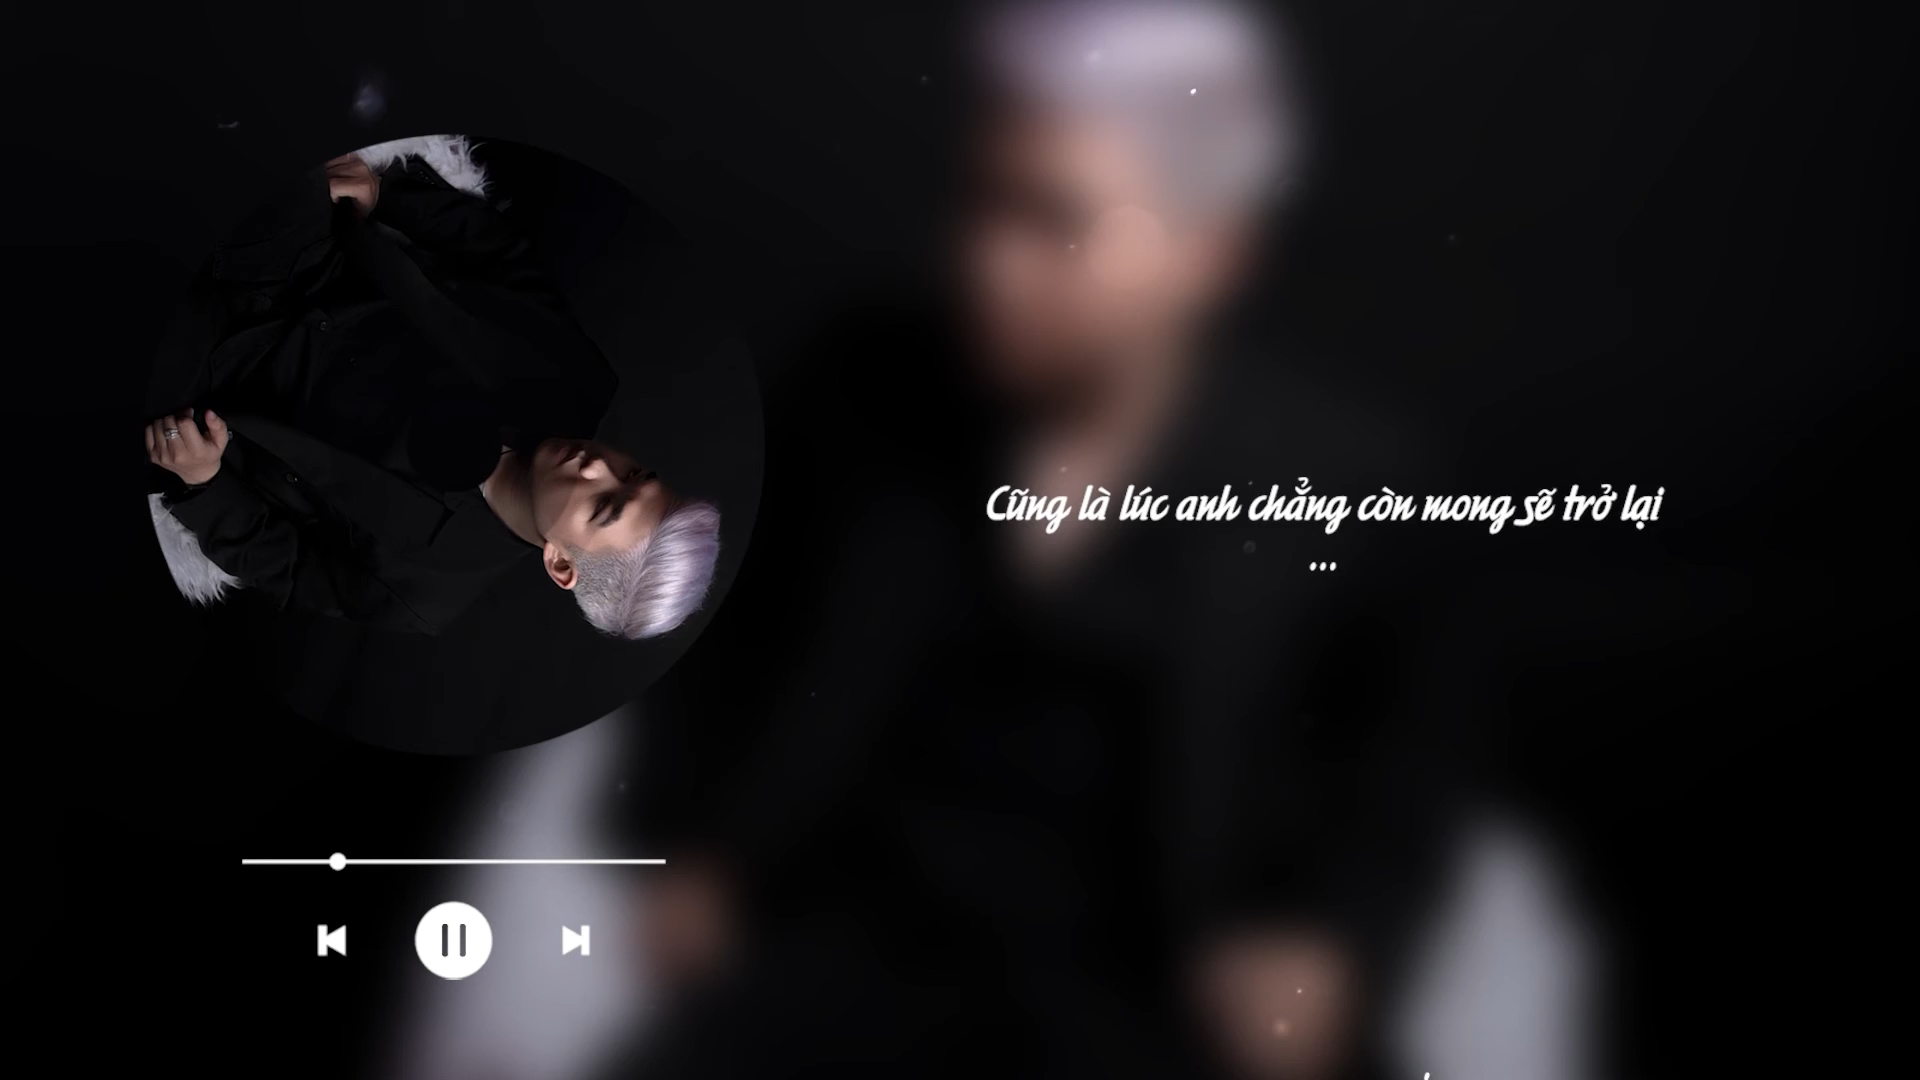 Cũng là lúc anh chẳng còn mong sẽ trở lại
...